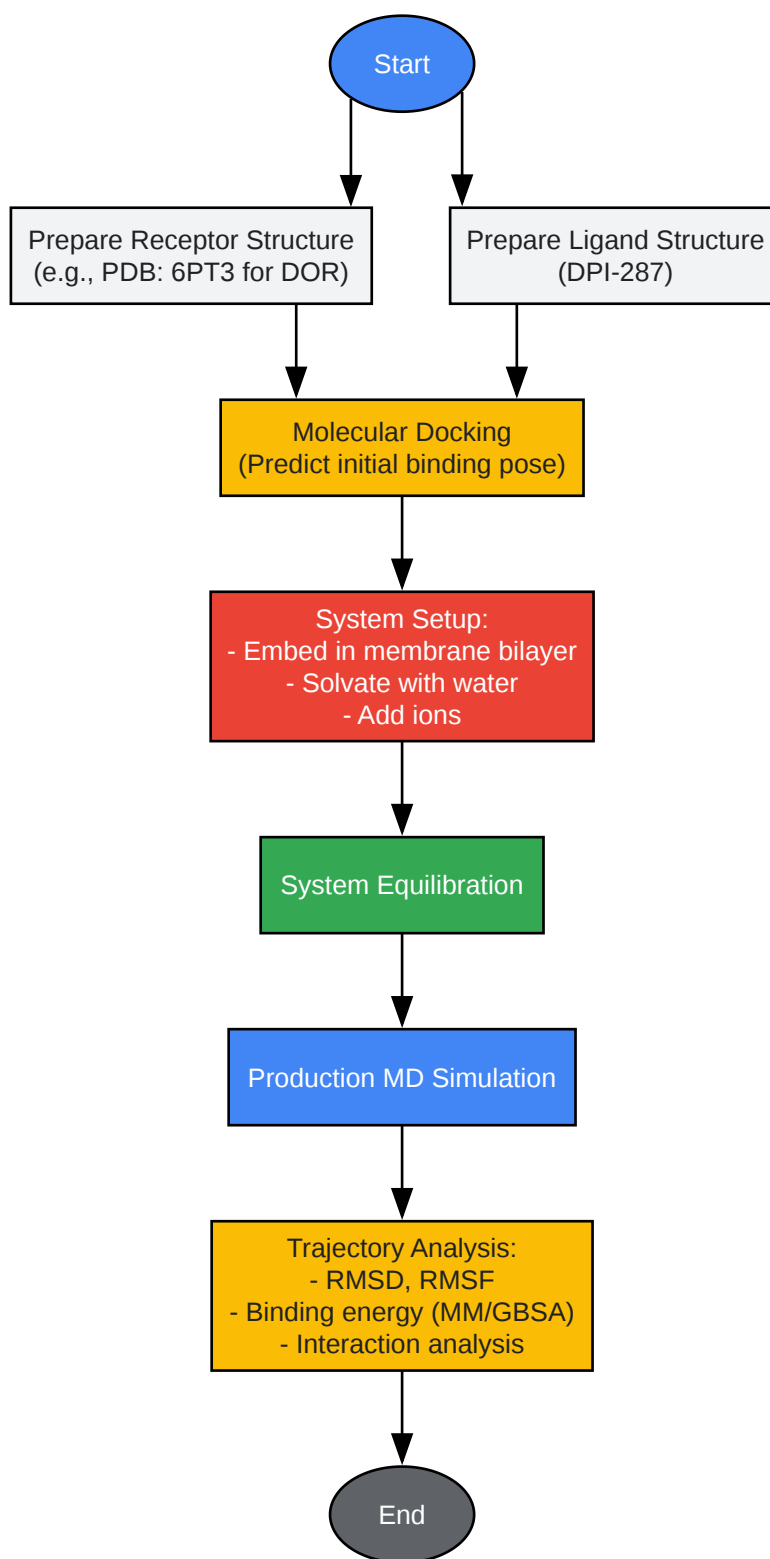 Start
Prepare Receptor Structure
(e.g., PDB: 6PT3 for DOR)
Prepare Ligand Structure
(DPI-287)
Molecular Docking
(Predict initial binding pose)
System Setup:
- Embed in membrane bilayer
- Solvate with water
- Add ions
System Equilibration
Production MD Simulation
Trajectory Analysis:
- RMSD, RMSF
- Binding energy (MM/GBSA)
- Interaction analysis
End